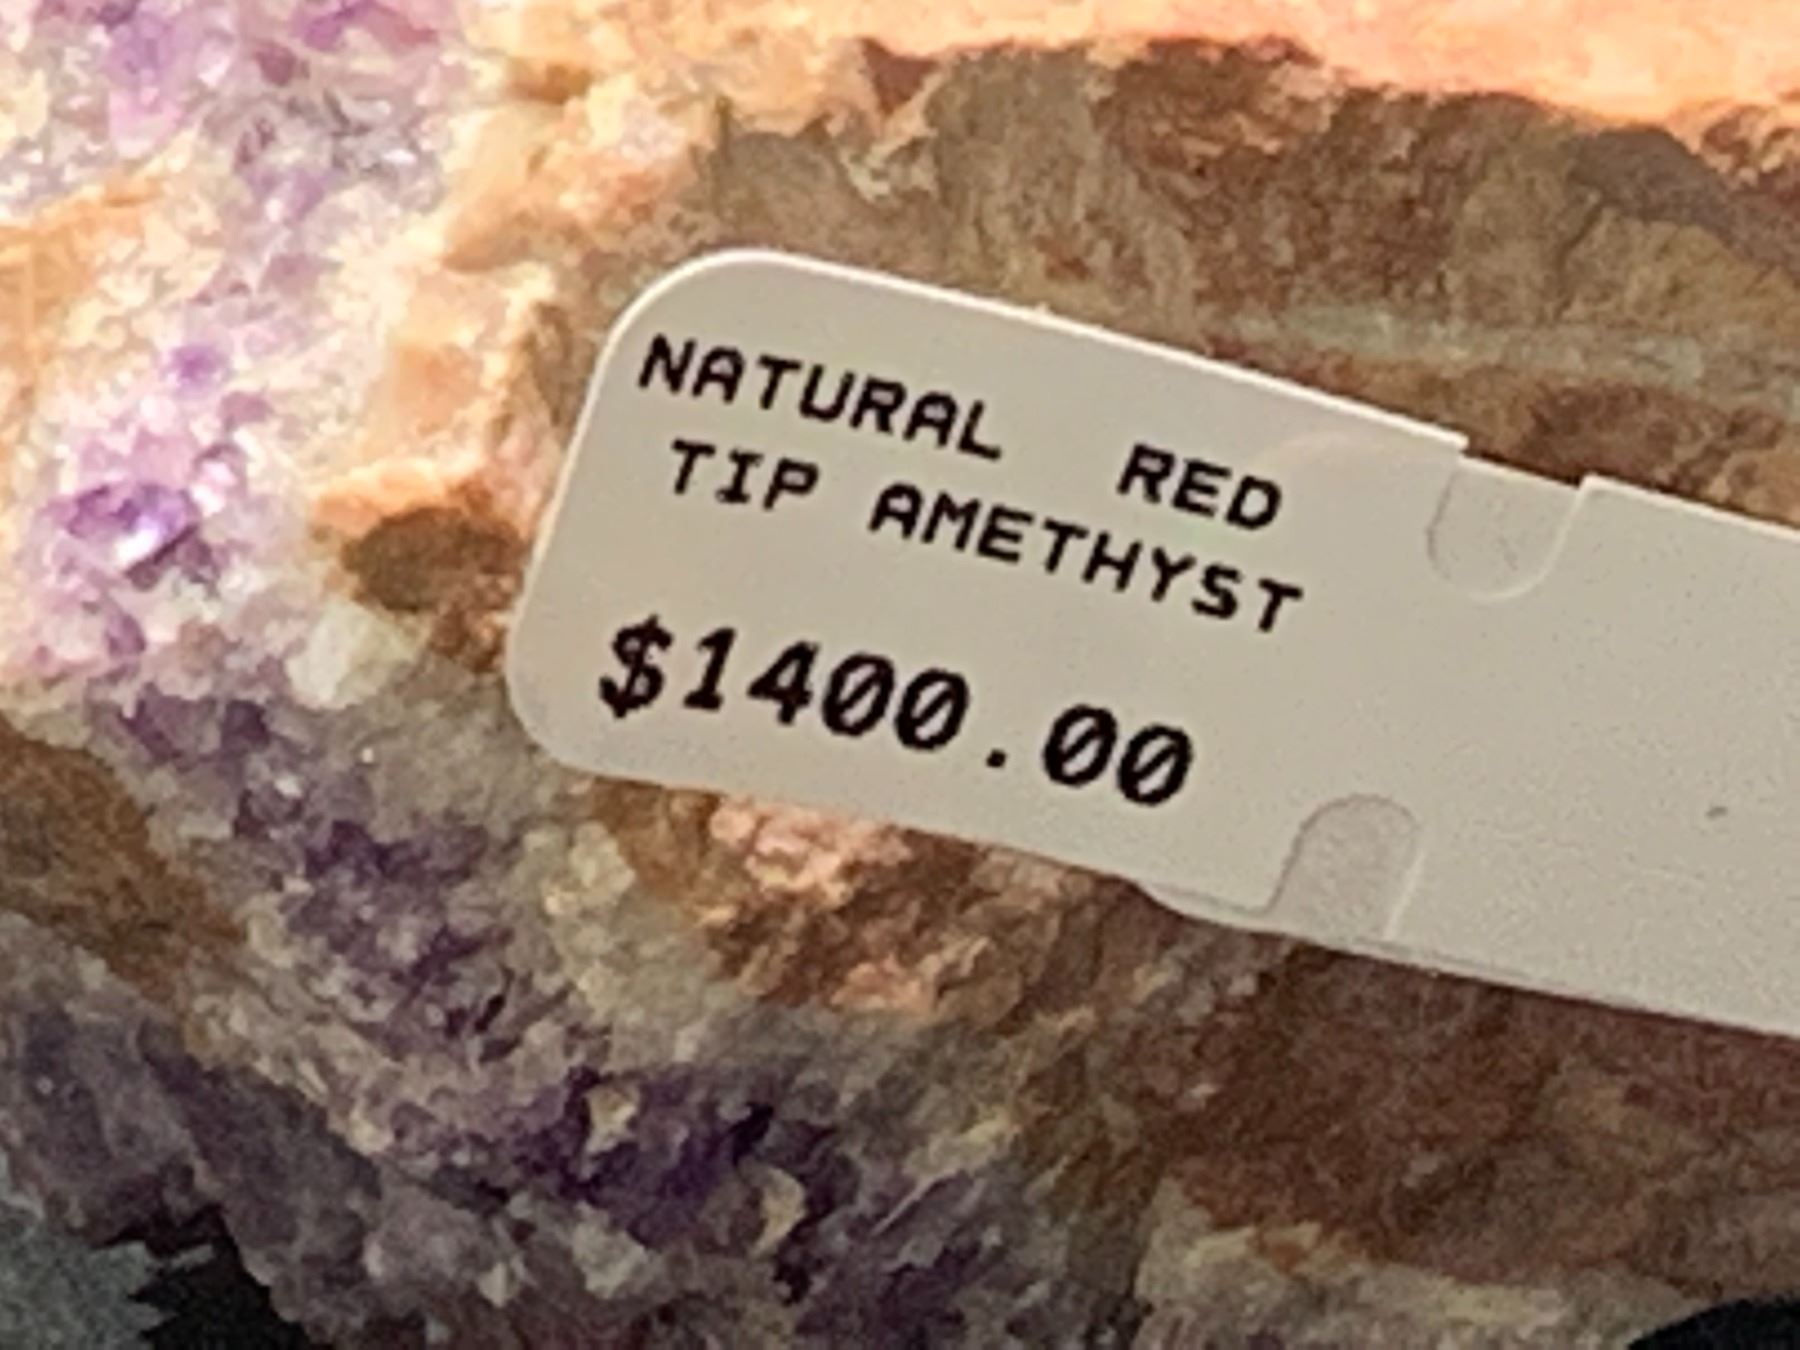 NATURAL RED
TIP AMETHYST
$1400.00